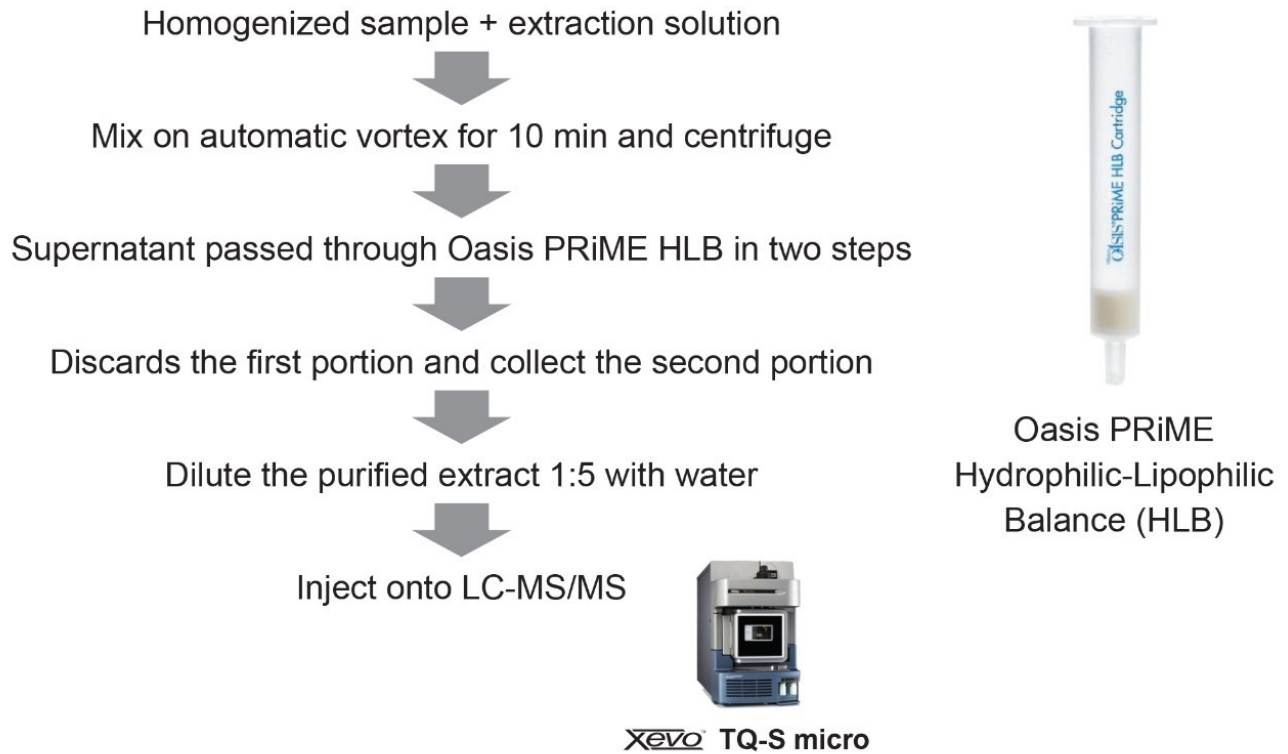 Homogenized sample + extraction solution
Mix on automatic vortex for 10 min and centrifuge
Supernatant passed through Oasis PRiME HLB in two steps
Discards the first portion and collect the second portion
Dilute the purified extract 1:5 with water
Inject onto LC-MS/MS
Xevo TQ-S micro
Oasis PRiME HLB Cartridge
Oasis PRiME
Hydrophilic-Lipophilic
Balance (HLB)